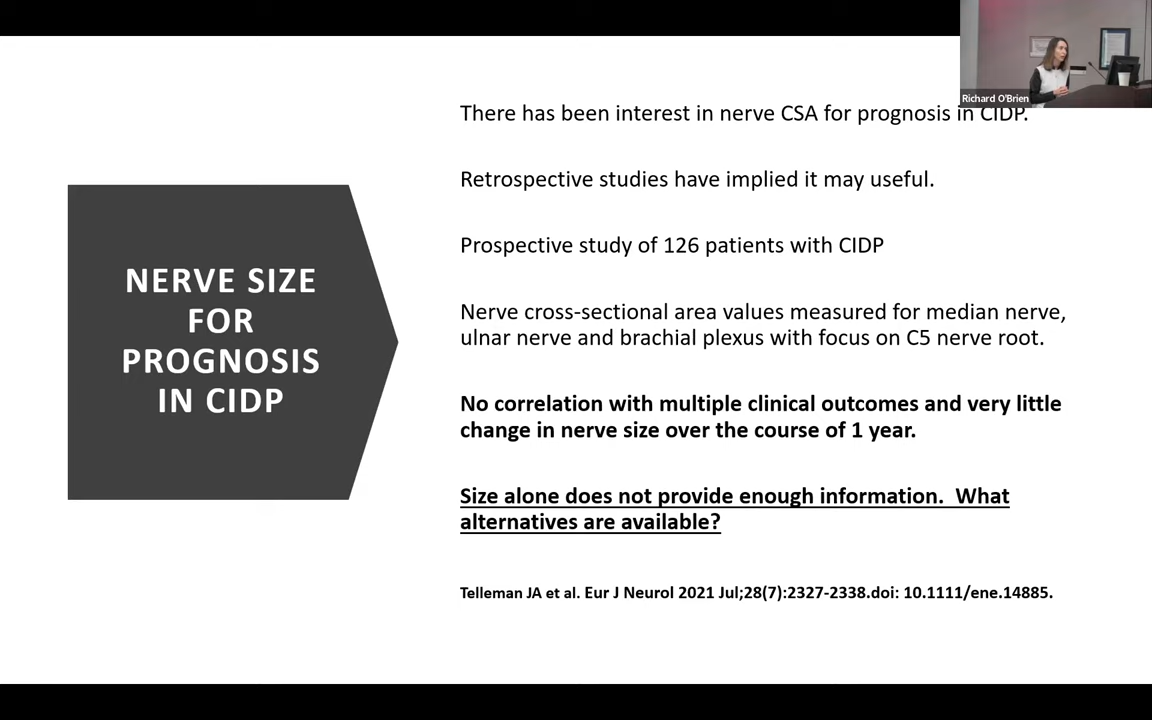 Richard O'Brien
There has been interest in nerve CSA for prognosis in CIDP.
Retrospective studies have implied it may useful.
Prospective study of 126 patients with CIDP
Nerve cross-sectional area values measured for median nerve,
ulnar nerve and brachial plexus with focus on C5 nerve root.
NERVE SIZE
FOR
PROGNOSIS
IN CIDP
No correlation with multiple clinical outcomes and very little
change in nerve size over the course of 1 year.
Size alone does not provide enough information.  What
alternatives are available?
Telleman JA et al. Eur J Neurol 2021 Jul;28(7):2327-2338.doi: 10.1111/ene.14885.